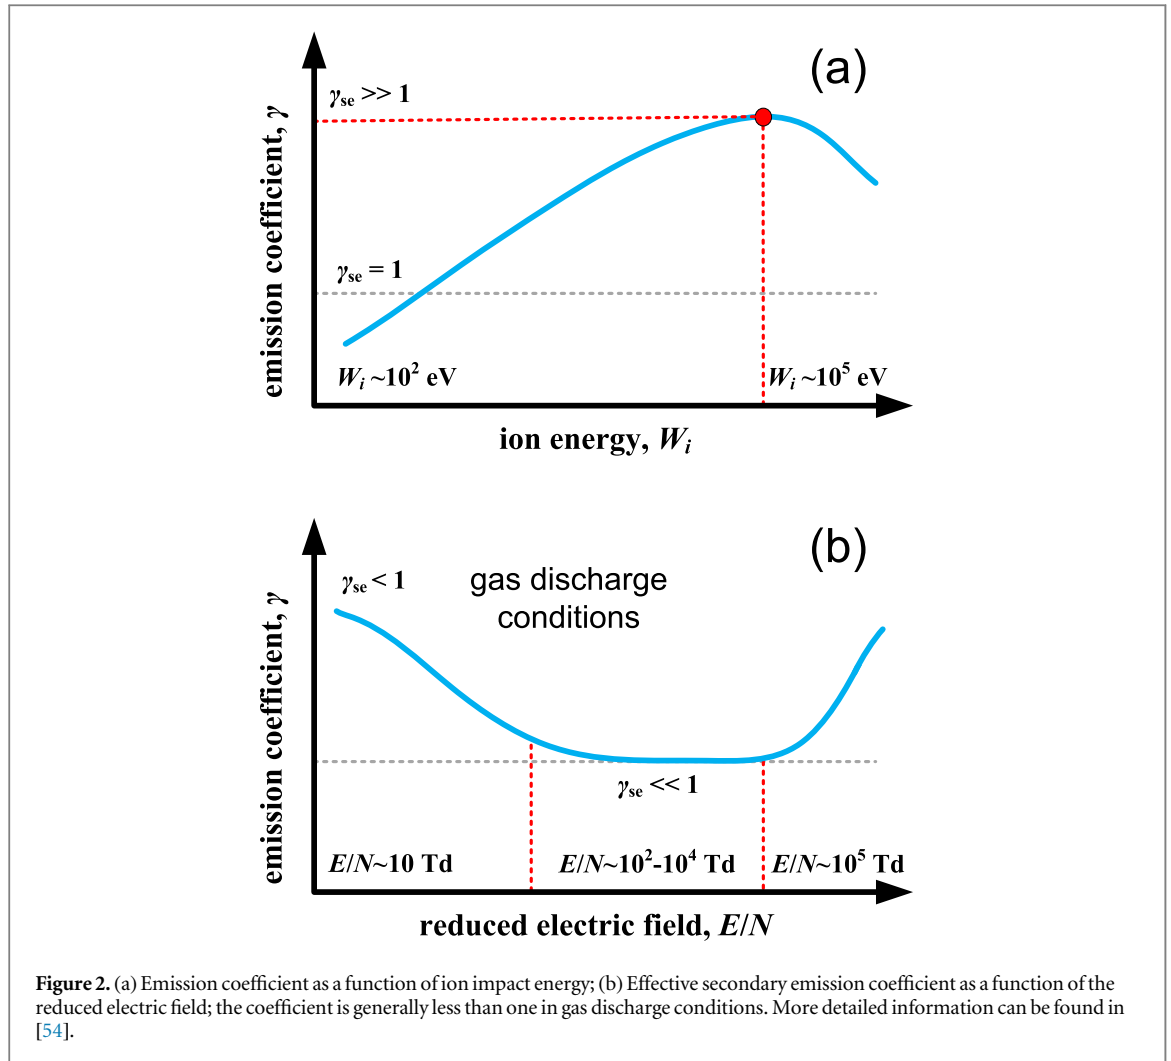 (a)
γse >> 1
γse = 1
Wi ~10² eV
Wi ~10⁵ eV
emission coefficient, γ
ion energy, Wi
(b)
γse < 1
gas discharge
conditions
γse << 1
E/N~10 Td
E/N~10²-10⁴ Td
E/N~10⁵ Td
emission coefficient, γ
reduced electric field, E/N
Figure 2. (a) Emission coefficient as a function of ion impact energy; (b) Effective secondary emission coefficient as a function of the
reduced electric field; the coefficient is generally less than one in gas discharge conditions. More detailed information can be found in
[54].